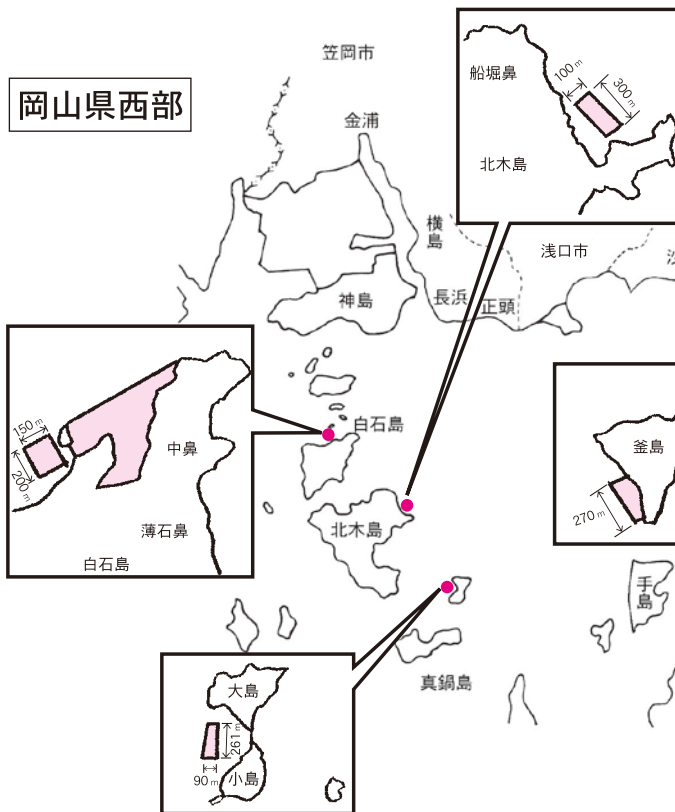 岡山県西部
笠岡市
金浦
船堀鼻
100m
300m
北木島
横島
浅口市
長浜
正頭
神島
白石島
150m
200m
中鼻
薄石鼻
白石島
北木島
釜島
270m
手島
真鍋島
大島
261m
90m
小島